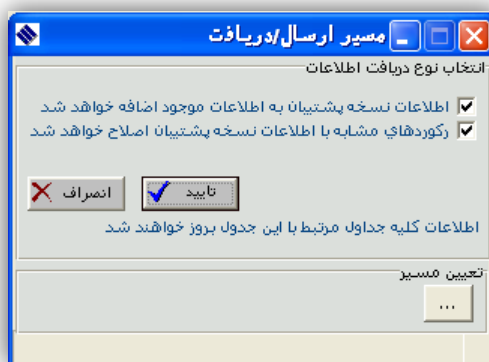 مسیر ارسال/دریافت
انتخاب نوع دریافت اطلاعات
اطلاعات نسخه پشتیبان به اطلاعات موجود اضافه خواهد شد
رکوردهاي مشابه با اطلاعات نسخه پشتیبان اصلاح خواهد شد
تایید انصراف
اطلاعات کلیه جداول مرتبط با این جدول بروز خواهند شد
تعیین مسیر
...